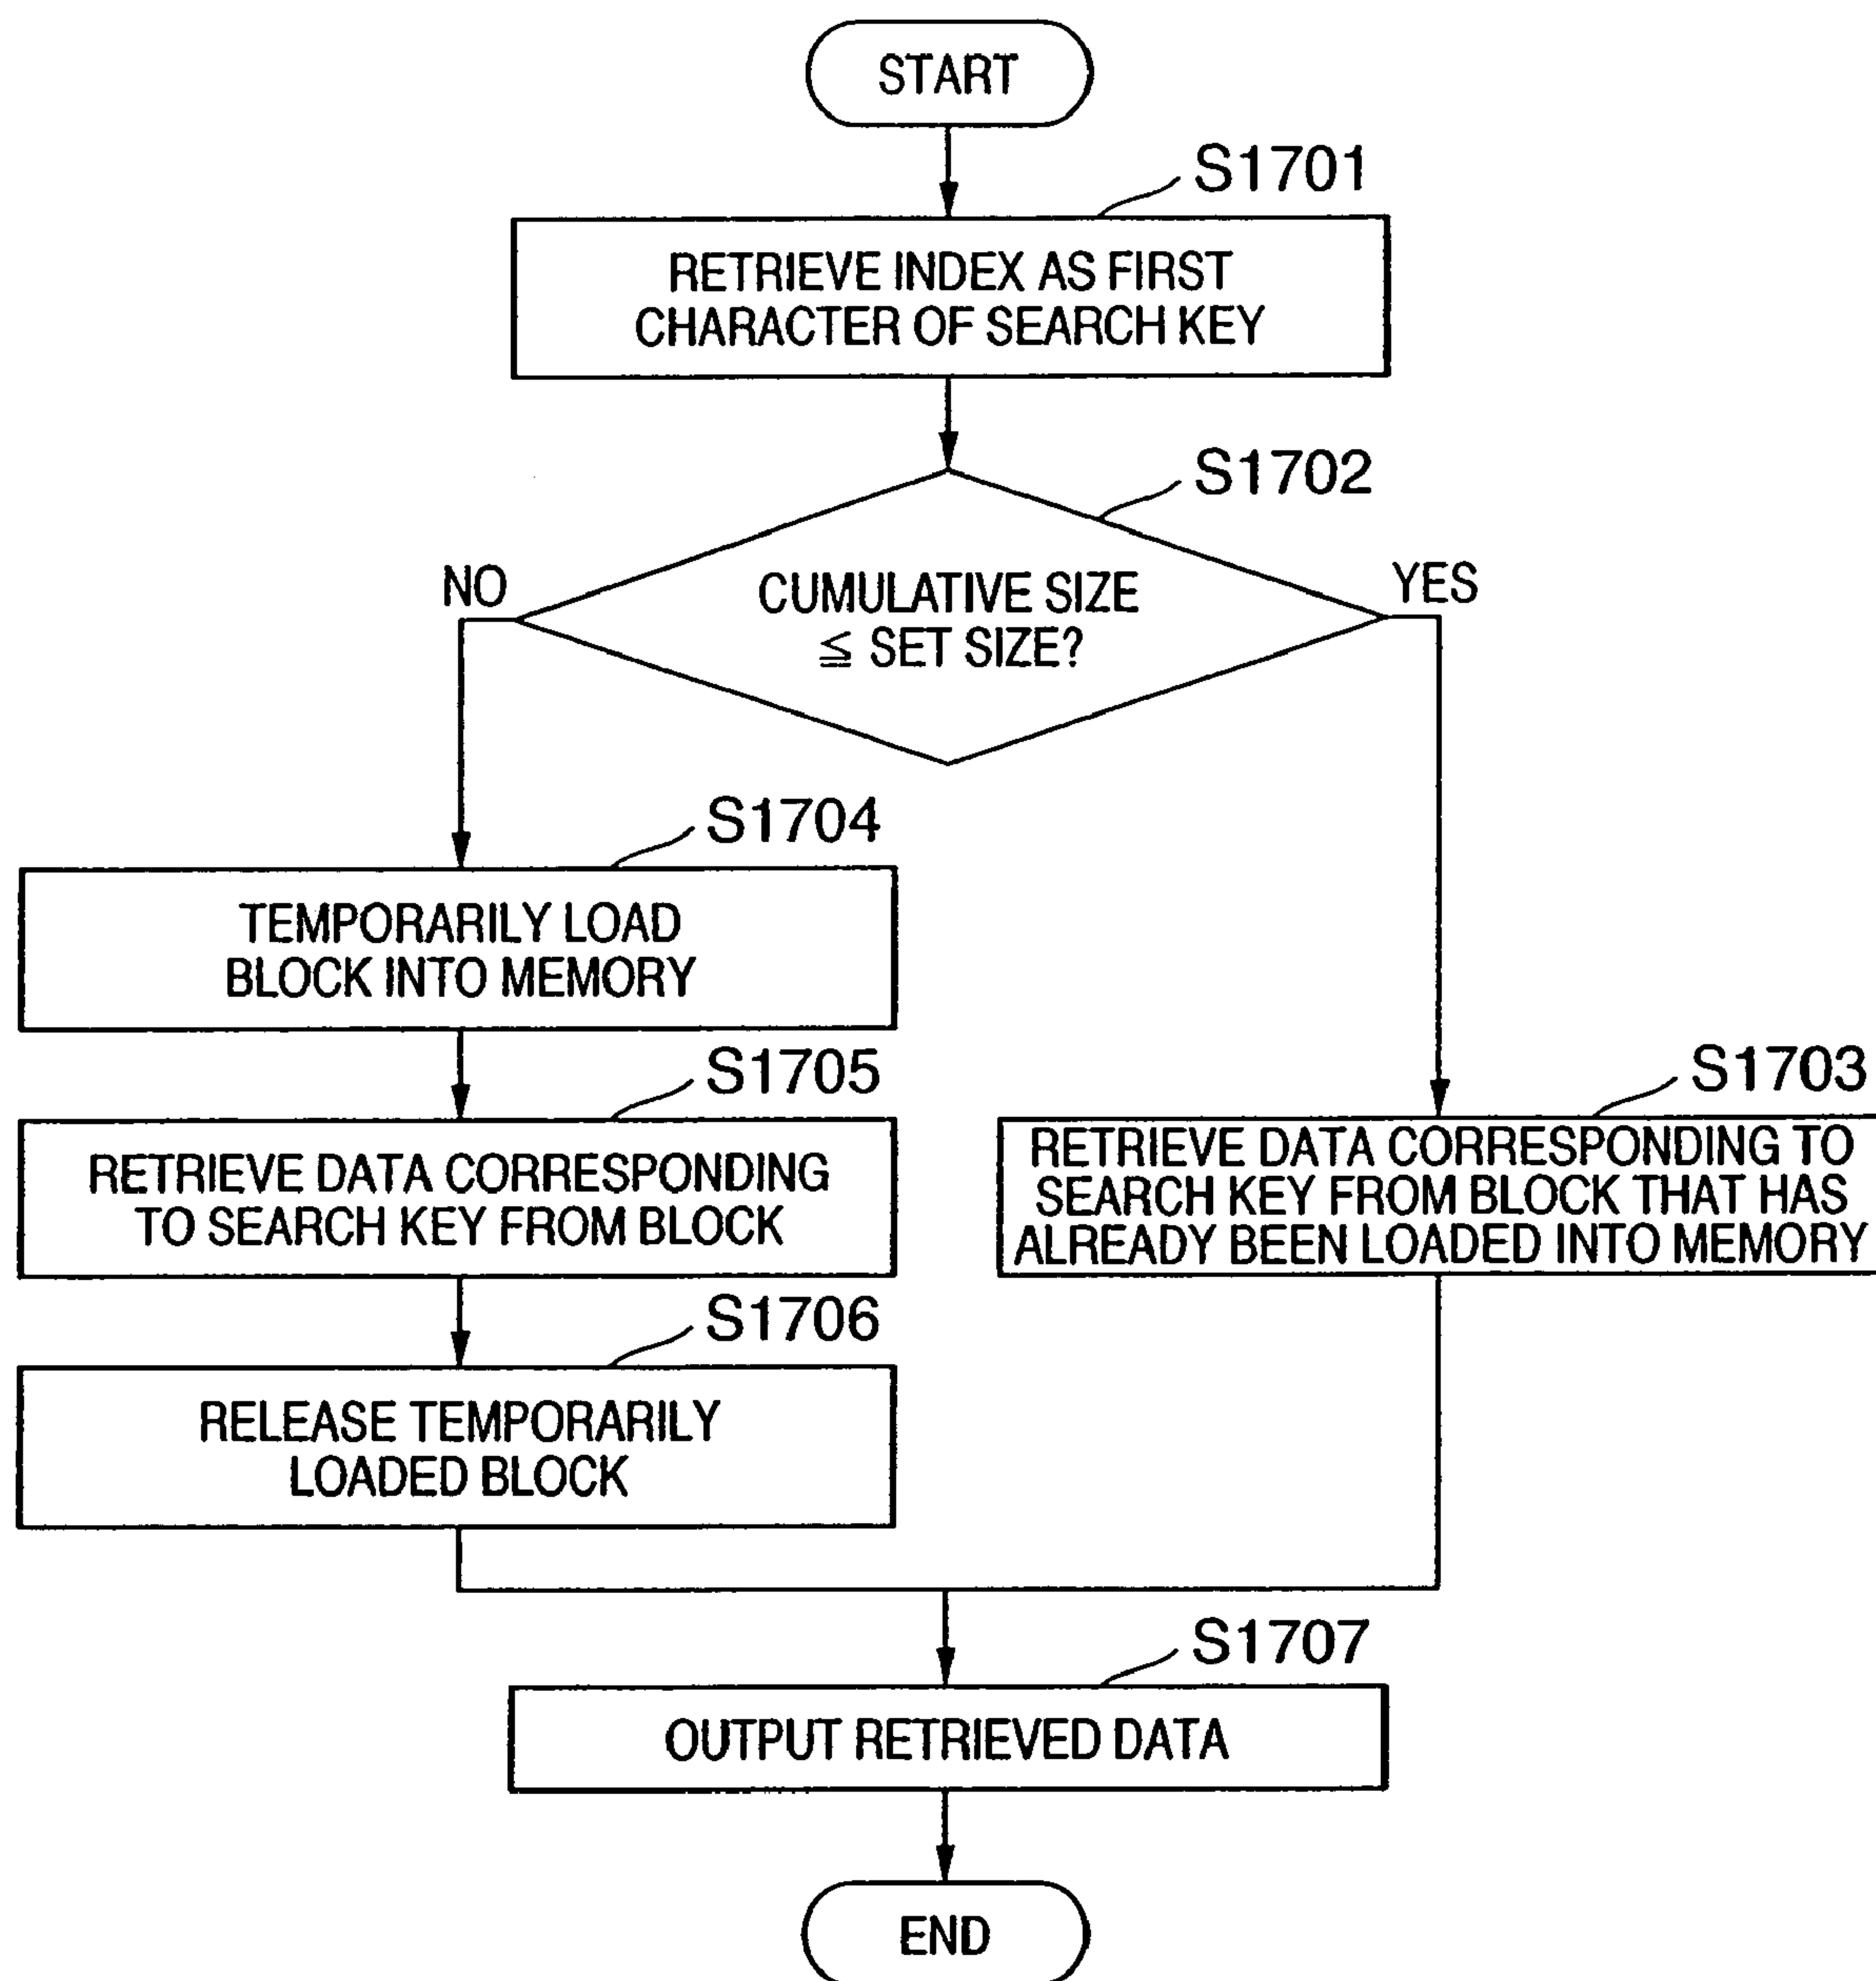 START
S1701
RETRIEVE INDEX AS FIRST
CHARACTER OF SEARCH KEY
S1702
NO
CUMULATIVE SIZE
≦ SET SIZE?
YES
S1704
TEMPORARILY LOAD
BLOCK INTO MEMORY
S1705
RETRIEVE DATA CORRESPONDING
TO SEARCH KEY FROM BLOCK
S1703
RETRIEVE DATA CORRESPONDING TO
SEARCH KEY FROM BLOCK THAT HAS
ALREADY BEEN LOADED INTO MEMORY
S1706
RELEASE TEMPORARILY
LOADED BLOCK
S1707
OUTPUT RETRIEVED DATA
END